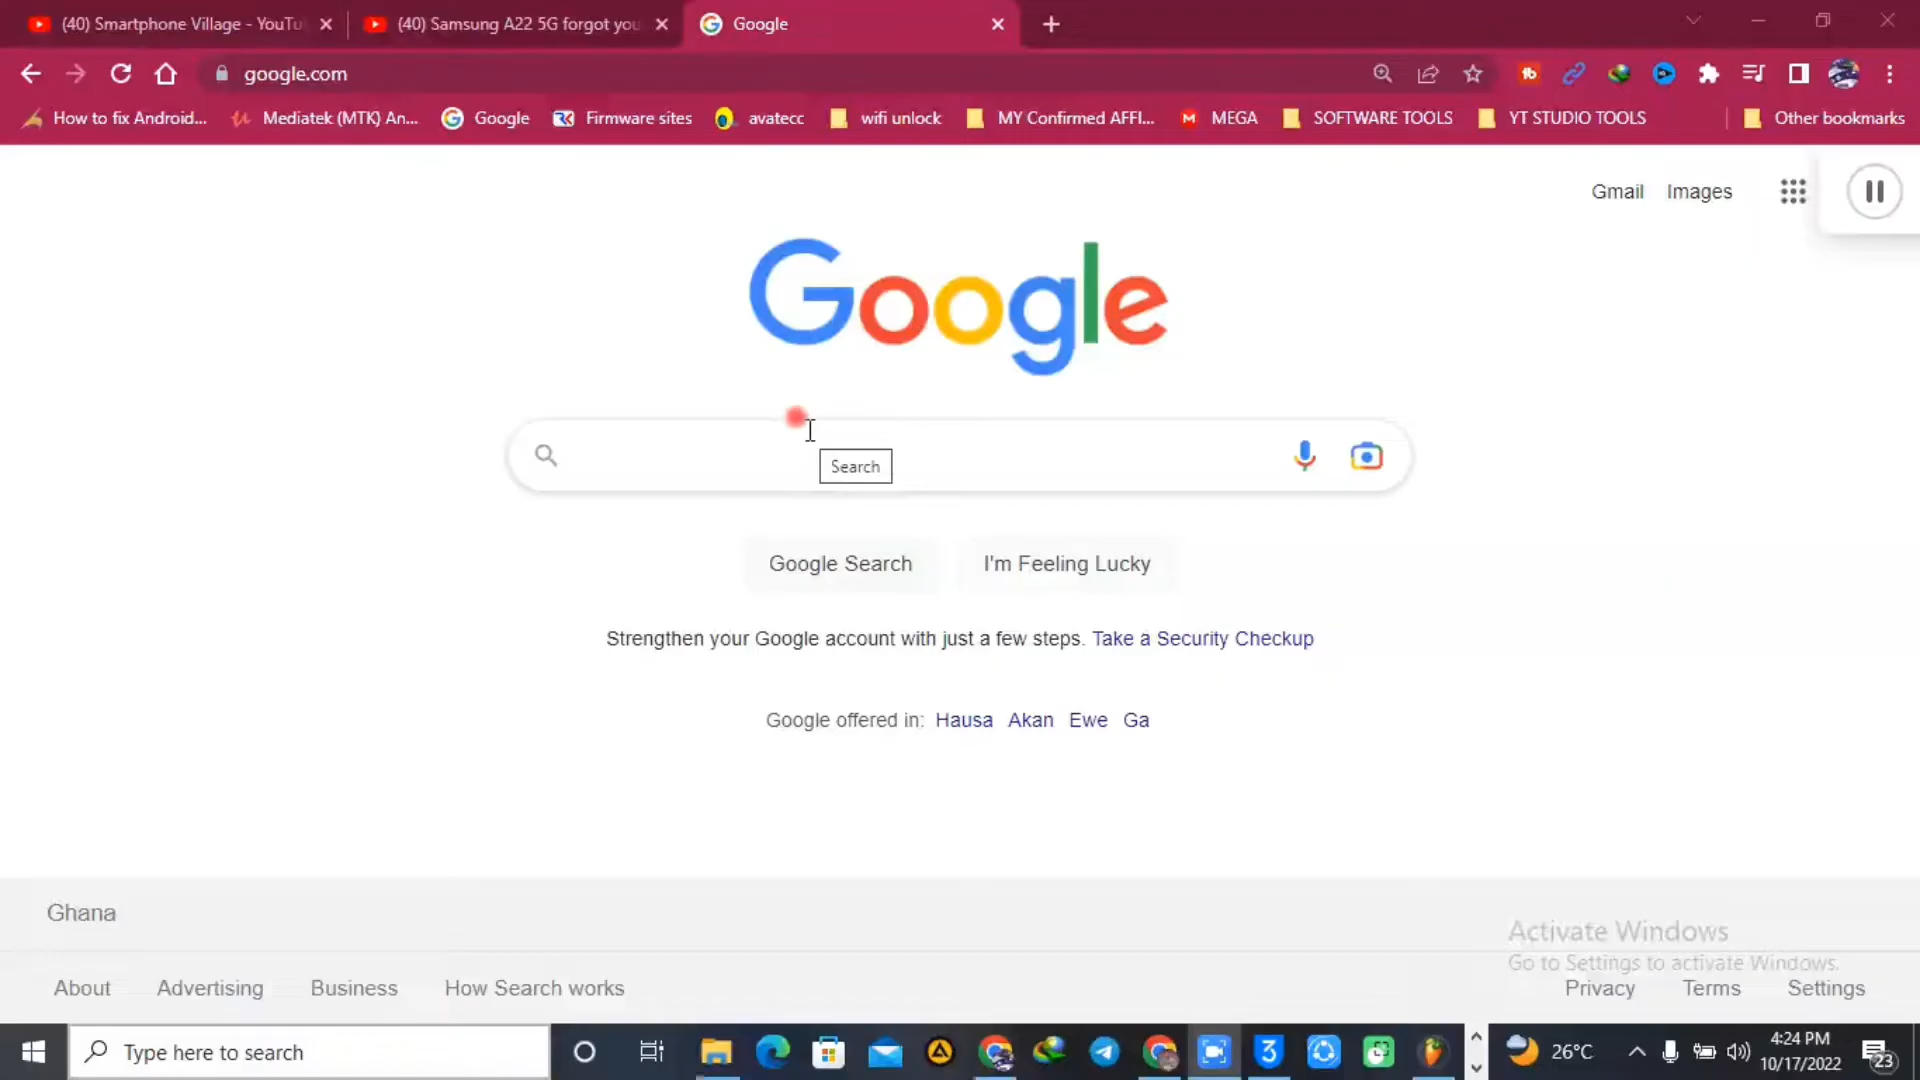 (40) Smartphone Village - YouTu
(40) Samsung A22 5G forgot you
Google
google.com
How to fix Android...
Mediatek (MTK) An...
Google
Firmware sites
avatecc
wifi unlock
MY Confirmed AFFI...
MEGA
SOFTWARE TOOLS
YT STUDIO TOOLS
Other bookmarks
Gmail Images
Google
Search
Google Search
I'm Feeling Lucky
Strengthen your Google account with just a few steps. Take a Security Checkup
Google offered in: Hausa Akan Ewe Ga
Ghana
Activate Windows
Go to Settings to activate Windows.
About Advertising Business How Search works
Privacy Terms Settings
Type here to search
26°C
4:24 PM
10/17/2022
23